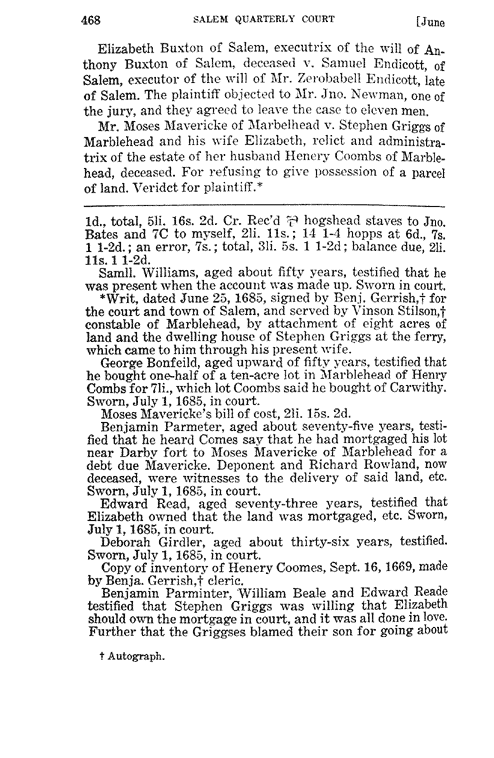 468 SALEM QUARTERLY COURT [June
Elizabeth Buxton of Salem, executrix of the will of An-
thony Buxton of Salem, deceased v. Samuel Endicott, of
Salem, executor of the will of Mr. Zerobabell Endicott, late
of Salem. The plaintiff objected to Mr. Jno. Newman, one of
the jury, and they agreed to leave the case to eleven men.
Mr. Moses Mavericke of Marbelhead v. Stephen Griggs of
Marblehead and his wife Elizabeth, relict and administra-
trix of the estate of her husband Henery Coombs of Marble-
head, deceased. For refusing to give possession of a parcel
of land. Veridct for plaintiff.*
1d., total, 5li. 16s. 2d. Cr. Rec'd hogshead staves to Jno.
Bates and 7C to myself, 2li. 11s.; 14 1-4 hopps at 6d., 7s.
1 1-2d.; an error, 7s.; total, 3li. 5s. 1 1-2d; balance due, 2li.
11s. 1 1-2d.
Samll. Williams, aged about fifty years, testified that he
was present when the account was made up. Sworn in court.
*Writ, dated June 25, 1685, signed by Benj. Gerrish,† for
the court and town of Salem, and served by Vinson Stilson,†
constable of Marblehead, by attachment of eight acres of
land and the dwelling house of Stephen Griggs at the ferry,
which came to him through his present wife.
George Bonfeild, aged upward of fifty years, testified that
he bought one-half of a ten-acre lot in Marblehead of Henry
Combs for 7li., which lot Coombs said he bought of Carwithy.
Sworn, July 1, 1685, in court.
Moses Mavericke's bill of cost, 2li. 15s. 2d.
Benjamin Parmeter, aged about seventy-five years, testi-
fied that he heard Comes say that he had mortgaged his lot
near Darby fort to Moses Mavericke of Marblehead for a
debt due Mavericke. Deponent and Richard Rowland, now
deceased, were witnesses to the delivery of said land, etc.
Sworn, July 1, 1685, in court.
Edward Read, aged seventy-three years, testified that
Elizabeth owned that the land was mortgaged, etc. Sworn,
July 1, 1685, in court.
Deborah Girdler, aged about thirty-six years, testified.
Sworn, July 1, 1685, in court.
Copy of inventory of Henery Coomes, Sept. 16, 1669, made
by Benja. Gerrish,† cleric.
Benjamin Parminter, William Beale and Edward Reade
testified that Stephen Griggs was willing that Elizabeth
should own the mortgage in court, and it was all done in love.
Further that the Griggses blamed their son for going about
† Autograph.